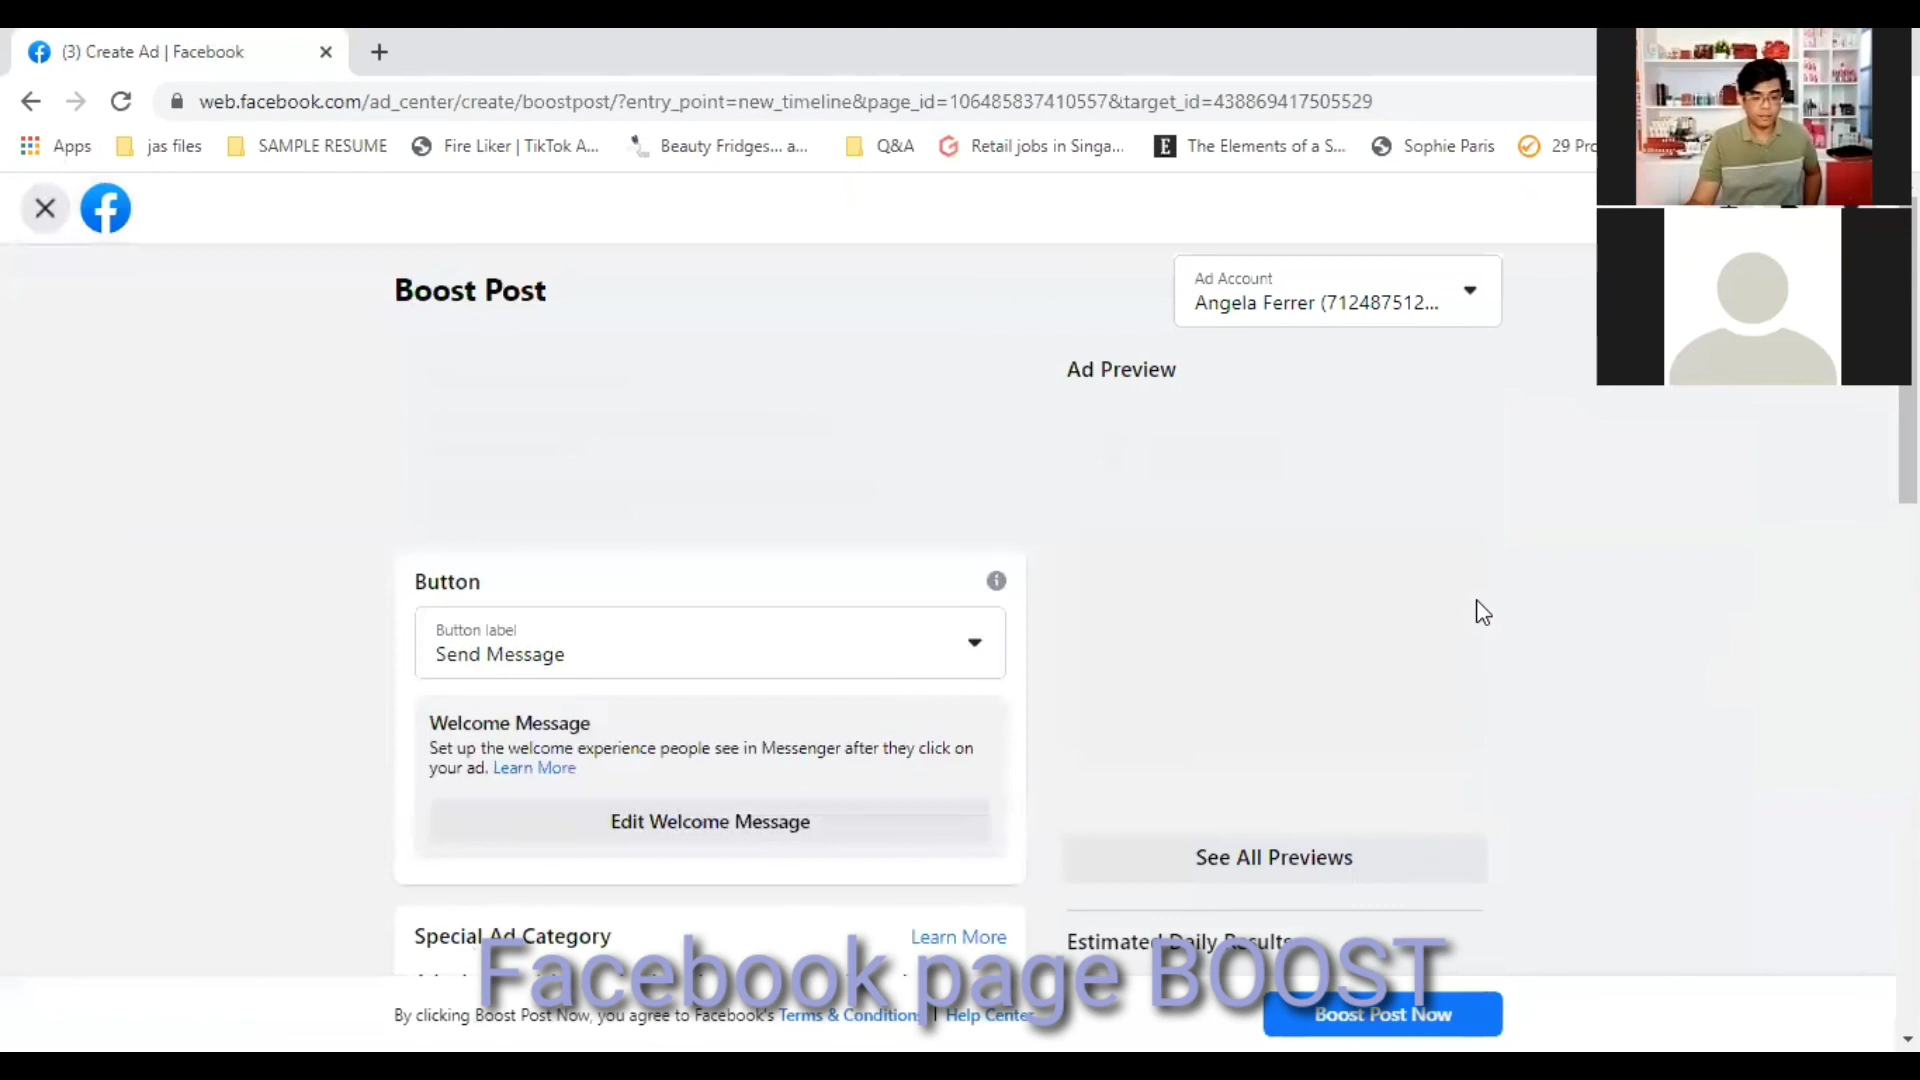 (3) Create Ad | Facebook
web.facebook.com/ad_center/create/boostpost/?entry_point=new_timeline&page_id=106485837410557&target_id=438869417505529
Apps jas files SAMPLE RESUME Fire Liker | TikTok A... Beauty Fridges... a... Q&A Retail jobs in Singa... The Elements of a S... Sophie Paris 29 Pro
Boost Post
Ad Account
Angela Ferrer (712487512...
Ad Preview
Button
Button label
Send Message
Welcome Message
Set up the welcome experience people see in Messenger after they click on
your ad. Learn More
Edit Welcome Message
See All Previews
Special Ad Category Learn More
Estimated Daily Results
Facebook page BOOST
By clicking Boost Post Now, you agree to Facebook's Terms & Conditions | Help Center
Boost Post Now